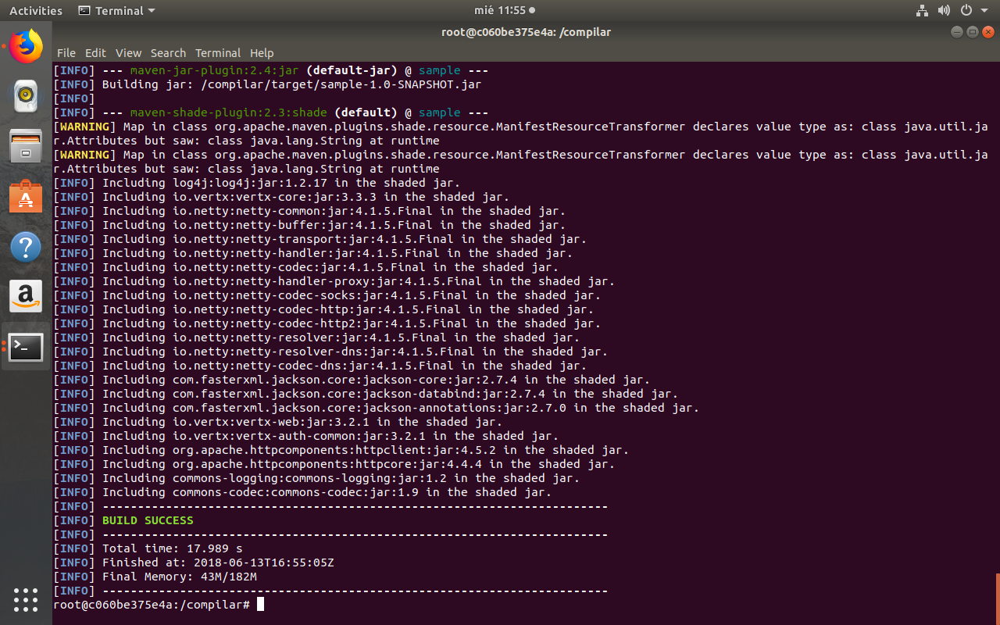 Activities Terminal mié 11:55
root@c060be375e4a: /compilar
File Edit View Search Terminal Help
[INFO] --- maven-jar-plugin:2.4:jar (default-jar) @ sample ---
[INFO] Building jar: /compilar/target/sample-1.0-SNAPSHOT.jar
[INFO]
[INFO] --- maven-shade-plugin:2.3:shade (default) @ sample ---
[WARNING] Map in class org.apache.maven.plugins.shade.resource.ManifestResourceTransformer declares value type as: class java.util.ja
r.Attributes but saw: class java.lang.String at runtime
[WARNING] Map in class org.apache.maven.plugins.shade.resource.ManifestResourceTransformer declares value type as: class java.util.ja
r.Attributes but saw: class java.lang.String at runtime
[INFO] Including log4j:log4j:jar:1.2.17 in the shaded jar.
[INFO] Including io.vertx:vertx-core:jar:3.3.3 in the shaded jar.
[INFO] Including io.netty:netty-common:jar:4.1.5.Final in the shaded jar.
[INFO] Including io.netty:netty-buffer:jar:4.1.5.Final in the shaded jar.
[INFO] Including io.netty:netty-transport:jar:4.1.5.Final in the shaded jar.
[INFO] Including io.netty:netty-handler:jar:4.1.5.Final in the shaded jar.
[INFO] Including io.netty:netty-codec:jar:4.1.5.Final in the shaded jar.
[INFO] Including io.netty:netty-handler-proxy:jar:4.1.5.Final in the shaded jar.
[INFO] Including io.netty:netty-codec-socks:jar:4.1.5.Final in the shaded jar.
[INFO] Including io.netty:netty-codec-http:jar:4.1.5.Final in the shaded jar.
[INFO] Including io.netty:netty-codec-http2:jar:4.1.5.Final in the shaded jar.
[INFO] Including io.netty:netty-resolver:jar:4.1.5.Final in the shaded jar.
[INFO] Including io.netty:netty-resolver-dns:jar:4.1.5.Final in the shaded jar.
[INFO] Including io.netty:netty-codec-dns:jar:4.1.5.Final in the shaded jar.
[INFO] Including com.fasterxml.jackson.core:jackson-core:jar:2.7.4 in the shaded jar.
[INFO] Including com.fasterxml.jackson.core:jackson-databind:jar:2.7.4 in the shaded jar.
[INFO] Including com.fasterxml.jackson.core:jackson-annotations:jar:2.7.0 in the shaded jar.
[INFO] Including io.vertx:vertx-web:jar:3.2.1 in the shaded jar.
[INFO] Including io.vertx:vertx-auth-common:jar:3.2.1 in the shaded jar.
[INFO] Including org.apache.httpcomponents:httpclient:jar:4.5.2 in the shaded jar.
[INFO] Including org.apache.httpcomponents:httpcore:jar:4.4.4 in the shaded jar.
[INFO] Including commons-logging:commons-logging:jar:1.2 in the shaded jar.
[INFO] Including commons-codec:commons-codec:jar:1.9 in the shaded jar.
[INFO] ------------------------------------------------------------------------
[INFO] BUILD SUCCESS
[INFO] ------------------------------------------------------------------------
[INFO] Total time: 17.989 s
[INFO] Finished at: 2018-06-13T16:55:05Z
[INFO] Final Memory: 43M/182M
[INFO] ------------------------------------------------------------------------
root@c060be375e4a:/compilar#